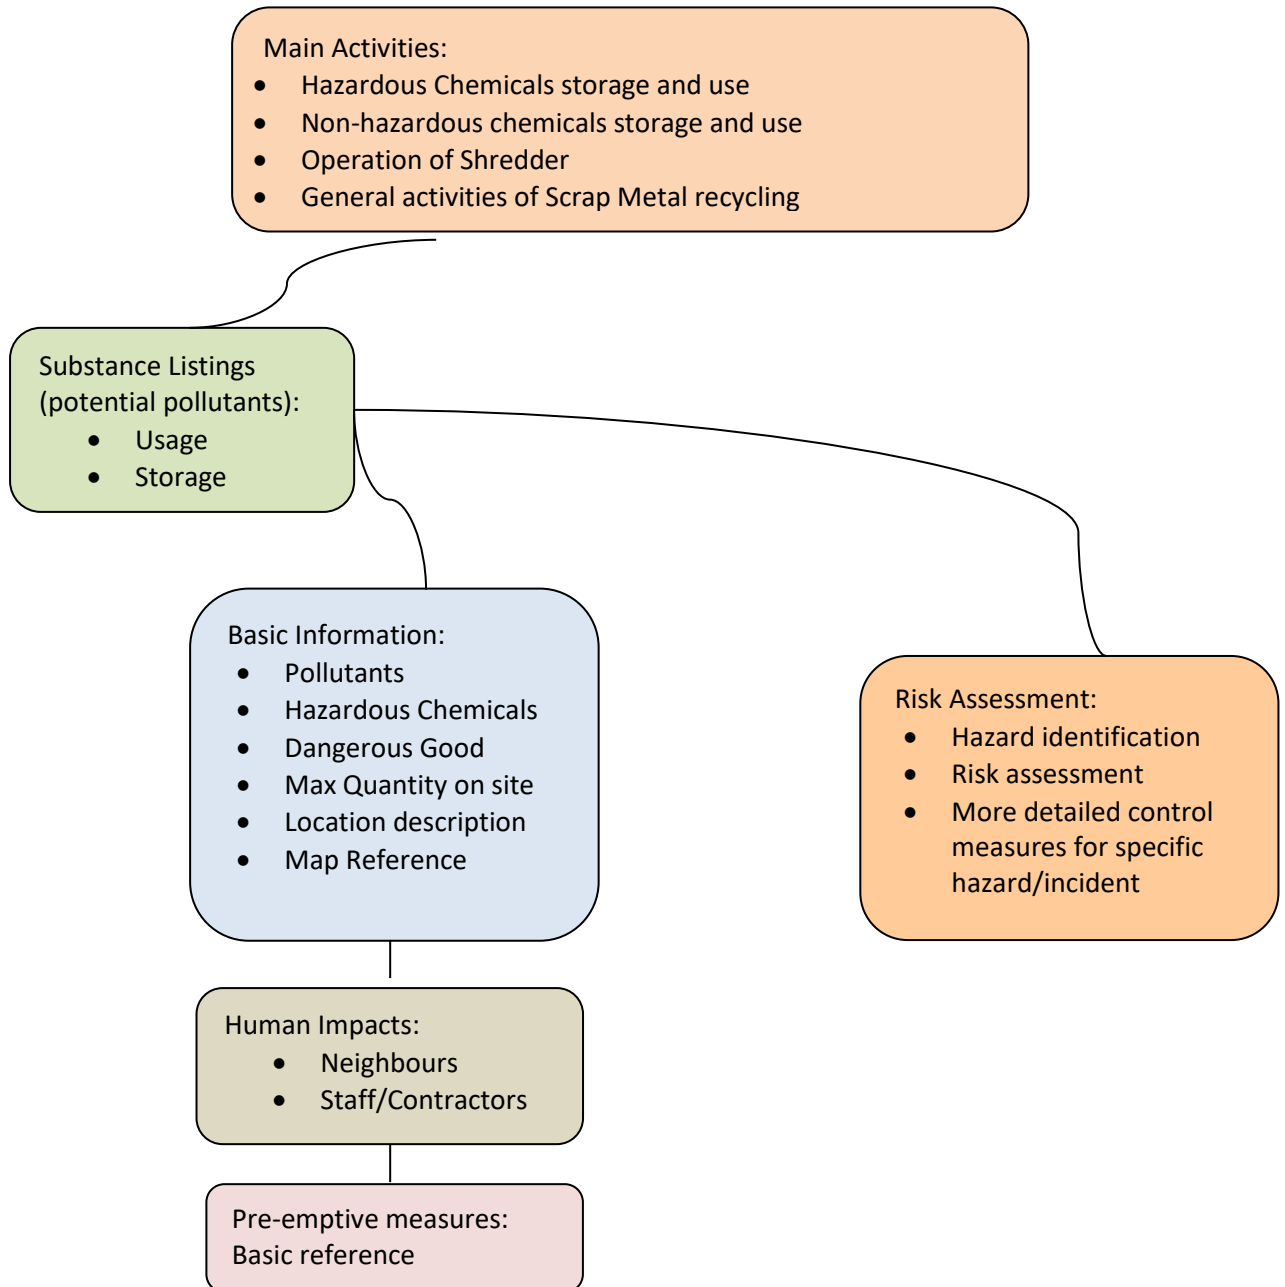 Main Activities:
• Hazardous Chemicals storage and use
• Non-hazardous chemicals storage and use
• Operation of Shredder
• General activities of Scrap Metal recycling
Substance Listings
(potential pollutants):
• Usage
• Storage
Basic Information:
• Pollutants
• Hazardous Chemicals
• Dangerous Good
• Max Quantity on site
• Location description
• Map Reference
Risk Assessment:
• Hazard identification
• Risk assessment
• More detailed control
measures for specific
hazard/incident
Human Impacts:
• Neighbours
• Staff/Contractors
Pre-emptive measures:
Basic reference